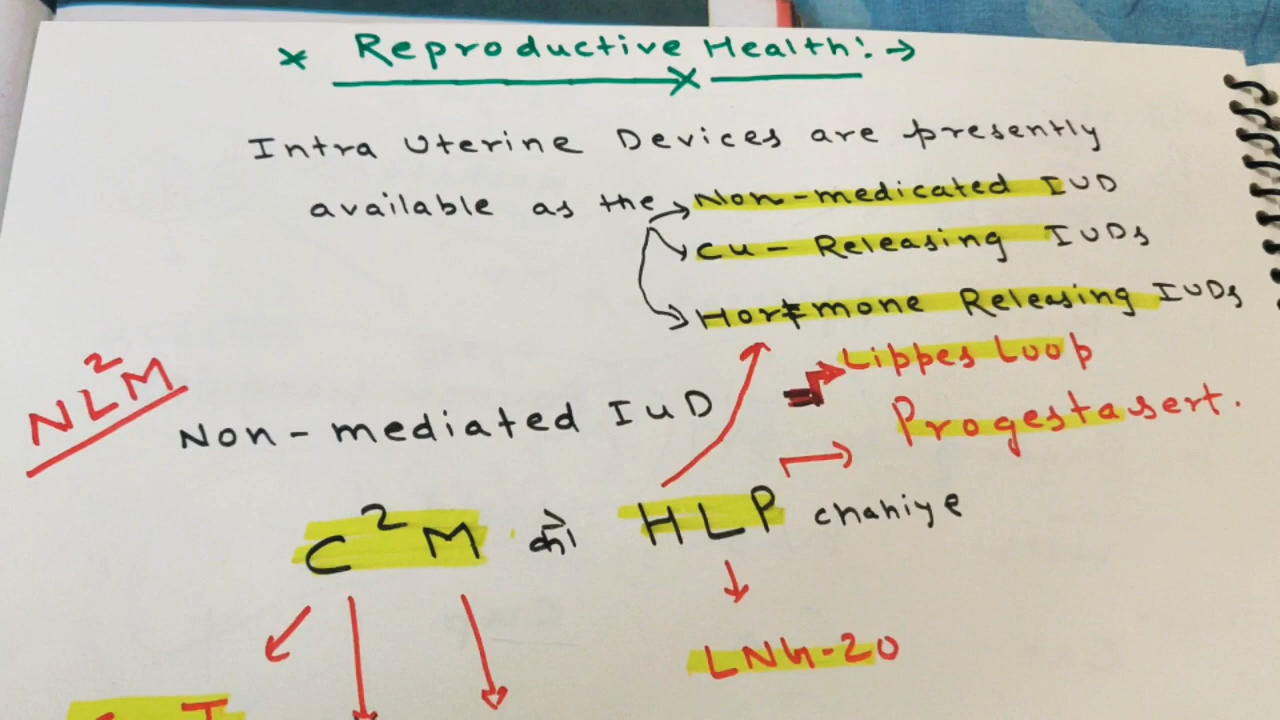 * Reproductive Health:→
Intra Uterine Devices are presently
available as the → Non-medicated IUD
Cu - Releasing IUDs
Hormone Releasing IUDs
Lippes Loop
NL²M
Non-mediated IUD
Progestasert.
C²M को HLP chahiye
LNG-20